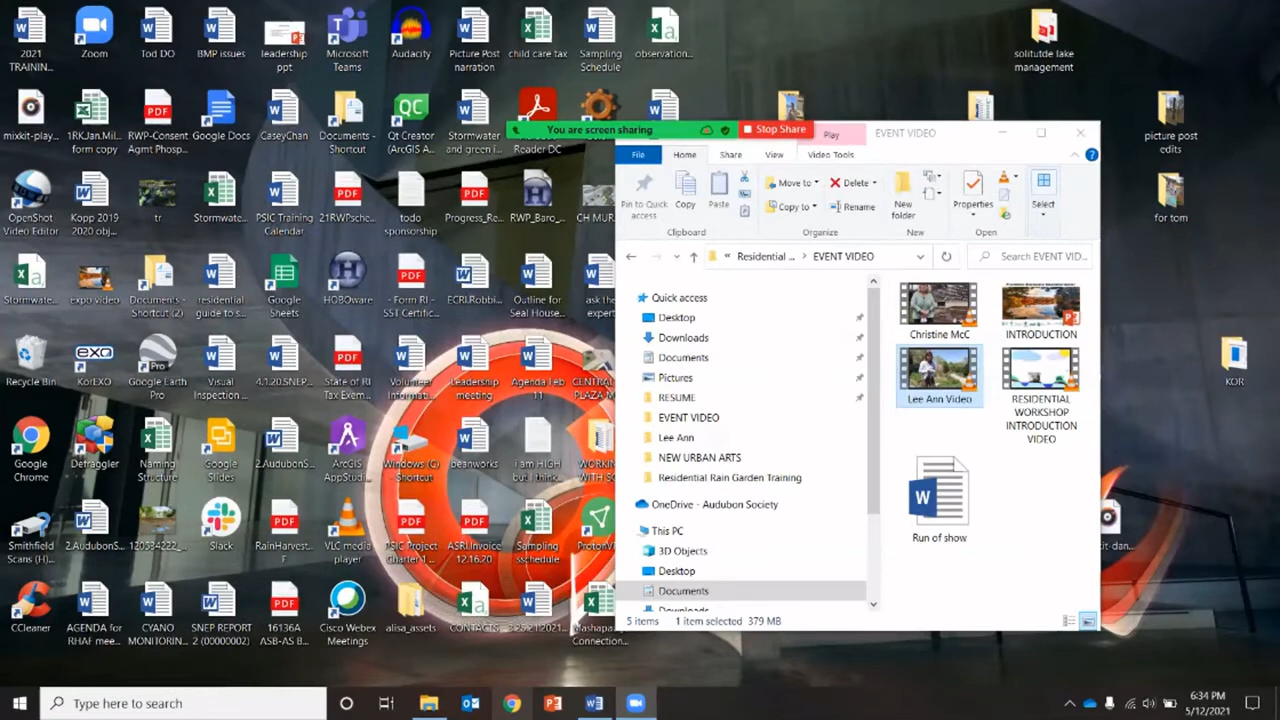 2021 TRAININ...
Zoom
Tod DO
BMP issues
leadership ppt
Microsoft Teams
Audacity
Picture Post narration
child care tax
Sampling Schedule
observation...
solitutde lake management
mixkit-play...
1RKJan.Mil... form copy
RWP-Consent Agmt Phosp...
Google Docs
CaseyChan
Documents - Shortcut
Qt Creator (ArcGIS A...
Stormwater and green i...
Reader DC
picture post edits
You are screen sharing
Stop Share
Play
EVENT VIDEO
File
Home
Share
View
Video Tools
Pin to Quick access
Copy
Paste
Move to
Copy to
Delete
Rename
New folder
Properties
Select
Clipboard
Organize
New
Open
OpenShot Video Editor
Kopp 2019 2020 obj...
tr
Stormwate...
PSIC Training Calendar
21RWPsche...
todo sponsorship
Progress_Re...
RWP_Baro_...
CH MUR...
for tom
Residential ...
EVENT VIDEO
Search EVENT VID...
Stormwate...
expo video
Documents - Shortcut (2)
residential guide to s...
Google Sheets
HOBOware
- Form RI - SST Certific...
ECRI.Robbi...
Outline for Seal House...
ask the expert
Quick access
Desktop
Downloads
Documents
Pictures
RESUME
EVENT VIDEO
Lee Ann
NEW URBAN ARTS
Residential Rain Garden Training
OneDrive - Audubon Society
This PC
3D Objects
Desktop
Documents
Downloads
Christine McC
INTRODUCTION
Lee Ann Video
RESIDENTIAL
WORKSHOP
INTRODUCTION
VIDEO
Run of show
5 items
1 item selected
379 MB
Recycle Bin
KorEXO
Google Earth Pro
Visual Inspection ...
4.1.20.SNEP...
State of RI Tax Exem...
Volunteer Informati...
Leadership meeting
Agenda Feb 11
CENTRAL PLAZA M
KOR
Google Chrome
Defraggler
Naming Structure
Google Slides
2.AudubonS...
ArcGIS AppStudi...
Windows (C) - Shortcut
beanworks
i am HIGH but I think...
WORKING WITH SC
Smithfield Scans (H)...
2.AudubonS...
120534222_...
Slack
RainHarvest... F
VLC media player
PSIC Project Charter 1 ...
ASRI.Invoice 12.16.20
Sampling sschedule
ProtonV
xit-dan...
CCleaner
AGENDA for RHAF mee...
CYANO MONITORIN...
SNEP REPORT 2 (00000002)
16136A ASB-AS B...
Cisco Webex Meetings
alisa_assets
CONTACTS...
3.25.21.2021...
Mashapa... Connection...
Type here to search
6:34 PM
5/12/2021